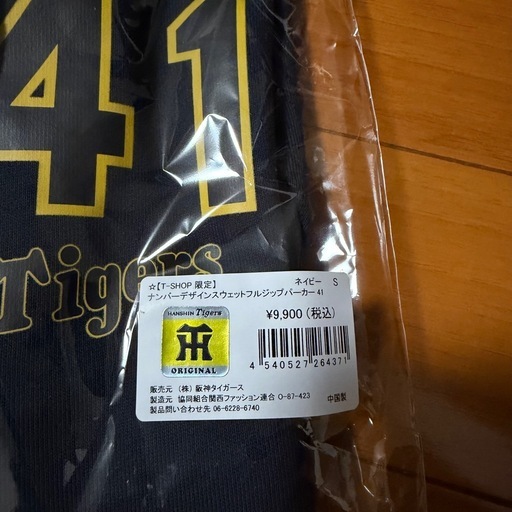 41
Tigers
☆【T-SHOP 限定】 ネイビー S
ナンバーデザインスウェットフルジップパーカー 41
¥9,900（税込）
HANSHIN Tigers
HT
ORIGINAL
4 540527 264371
販売元 （株）阪神タイガース
製造元 協同組合関西ファッション連合 O-87-423 中国製
製品問い合わせ先 06-6228-6740